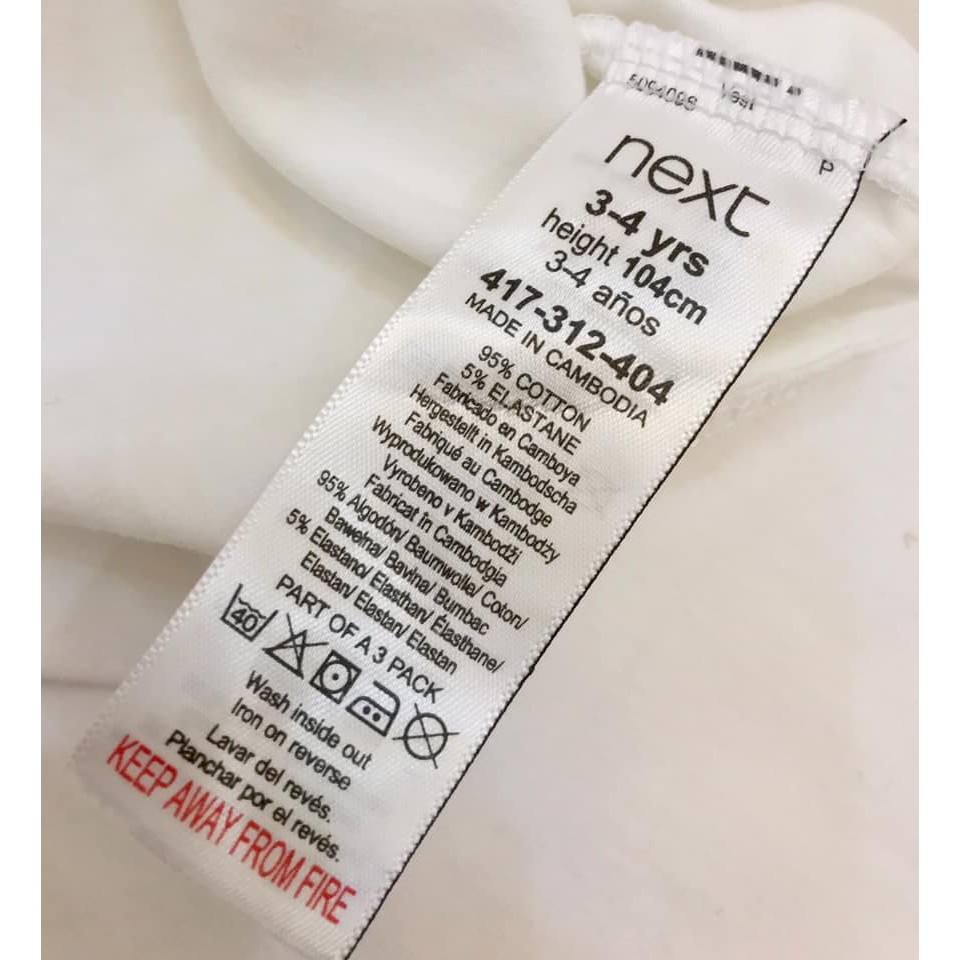 next
P
3-4 yrs
height 104cm
3-4 años
417-312-404
MADE IN CAMBODIA
95% COTTON
5% ELASTANE
Fabricado en Camboya
Hergestellt in Kambodscha
Fabriqué au Cambodge
Wyprodukowano w Kambodży
Vyrobeno v Kambodži
Fabricat în Cambodgia
95% Algodón/ Baumwolle/ Coton/
Bawełna/ Bavlna/ Bumbac
5% Elastano/ Elasthan/ Élasthane/
Elastan/ Elastan/ Elastan
PART OF A 3 PACK
40
Wash inside out
Iron on reverse
Lavar del revés.
Planchar por el revés.
KEEP AWAY FROM FIRE